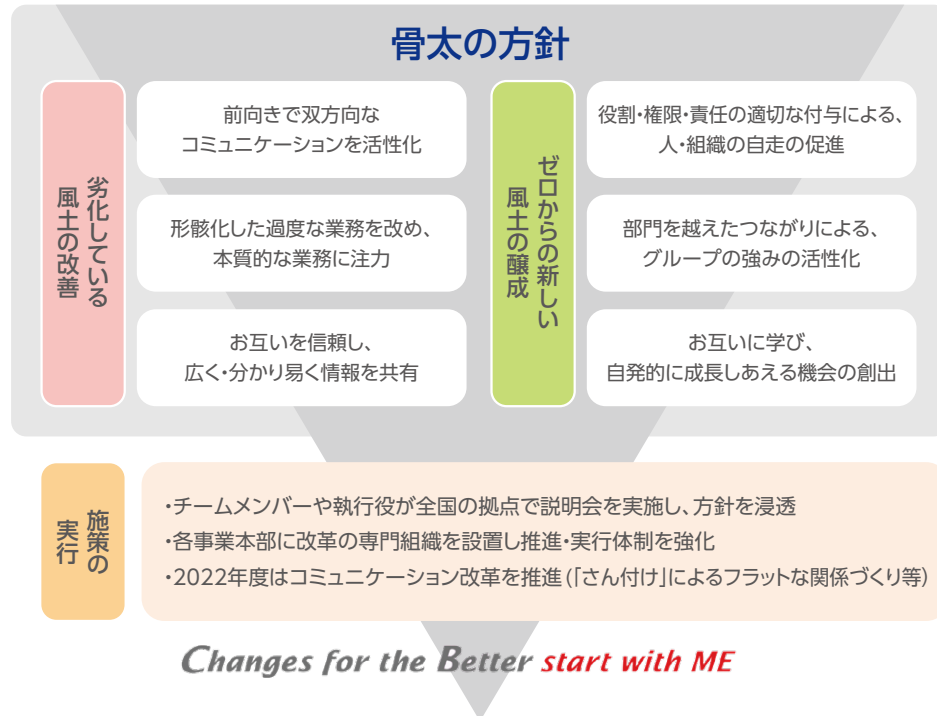 骨太の方針
劣化している
風土の改善
前向きで双方向な
コミュニケーションを活性化
形骸化した過度な業務を改め、
本質的な業務に注力
お互いを信頼し、
広く・分かり易く情報を共有
ゼロからの新しい
風土の醸成
役割・権限・責任の適切な付与による、
人・組織の自走の促進
部門を越えたつながりによる、
グループの強みの活性化
お互いに学び、
自発的に成長しあえる機会の創出
施策の
実行
・チームメンバーや執行役が全国の拠点で説明会を実施し、方針を浸透
・各事業本部に改革の専門組織を設置し推進・実行体制を強化
・2022年度はコミュニケーション改革を推進(「さん付け」によるフラットな関係づくり等)
Changes for the Better start with ME